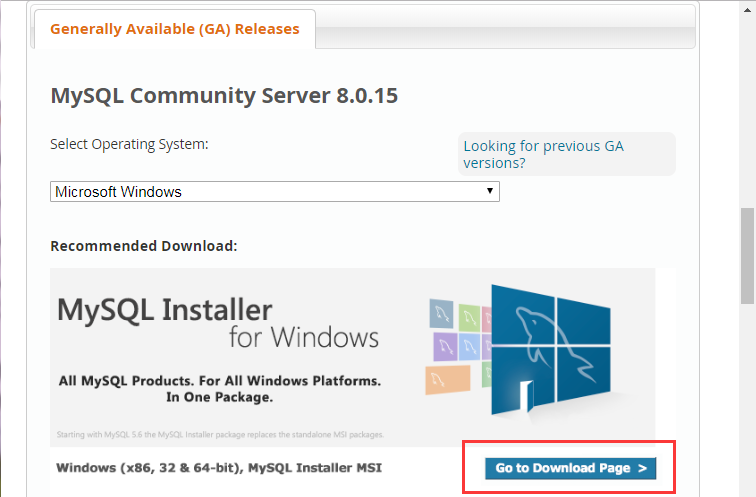 Generally Available (GA) Releases
MySQL Community Server 8.0.15
Select Operating System:
Looking for previous GA
versions?
Microsoft Windows
Recommended Download:
MySQL Installer
for Windows
All MySQL Products. For All Windows Platforms.
In One Package.
Starting with MySQL 5.6 the MySQL Installer package replaces the standalone MSI packages.
Windows (x86, 32 & 64-bit), MySQL Installer MSI
Go to Download Page >